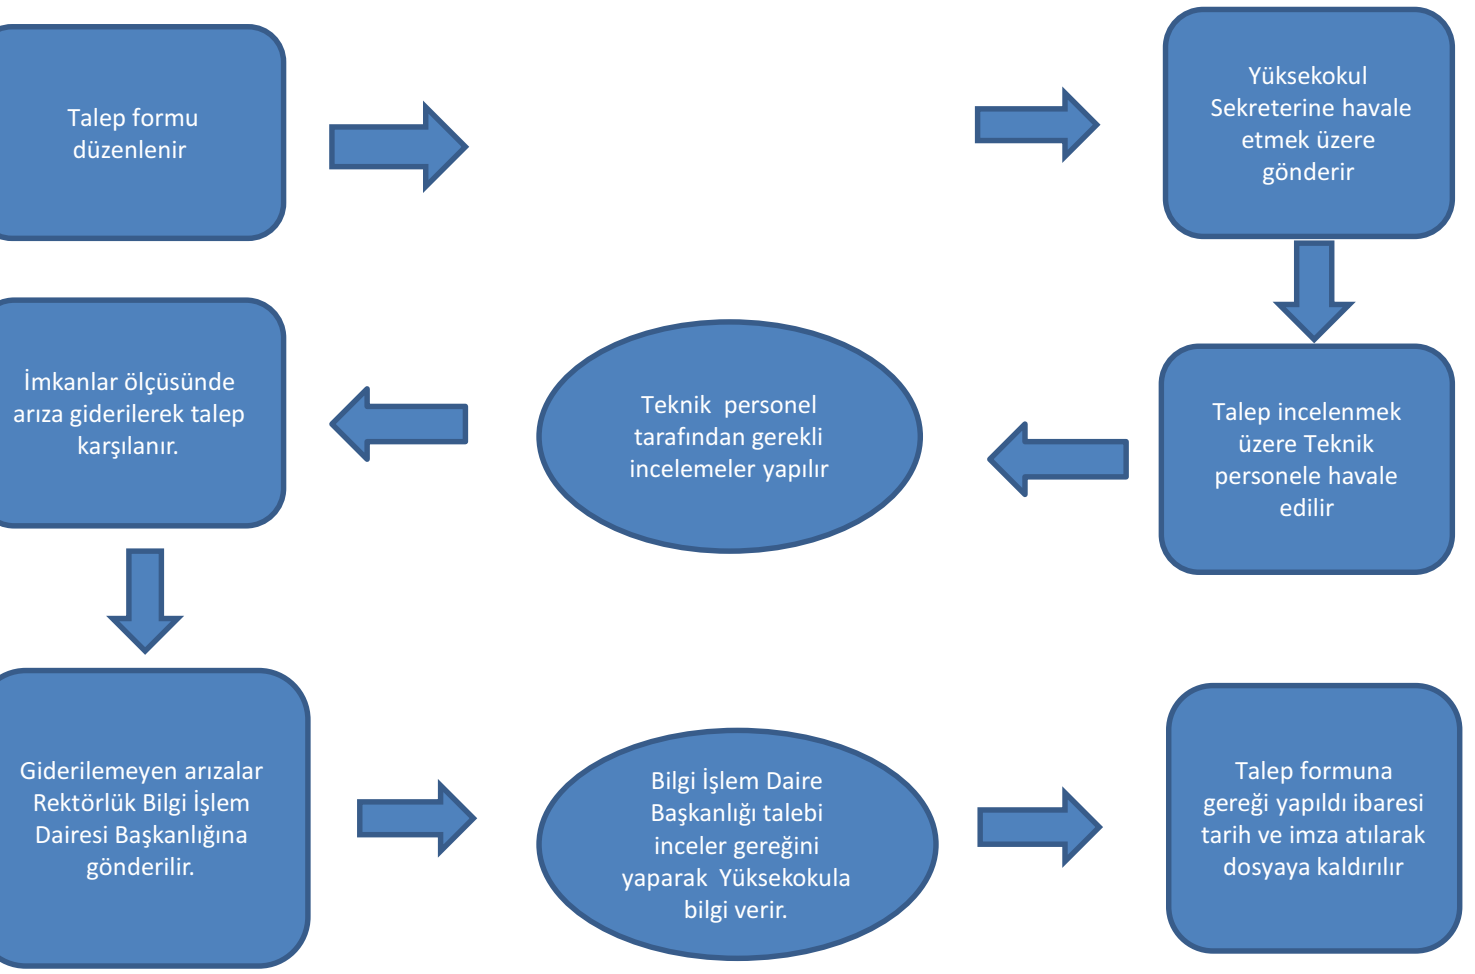 Talep formu
düzenlenir
Yüksekokul
Sekreterine havale
etmek üzere
gönderir
Talep incelenmek
üzere Teknik
personele havale
edilir
Teknik  personel
tarafından gerekli
incelemeler yapılır
İmkanlar ölçüsünde
arıza giderilerek talep
karşılanır.
Giderilemeyen arızalar
Rektörlük Bilgi İşlem
Dairesi Başkanlığına
gönderilir.
Bilgi İşlem Daire
Başkanlığı talebi
inceler gereğini
yaparak  Yüksekokula
bilgi verir.
Talep formuna
gereği yapıldı ibaresi
tarih ve imza atılarak
dosyaya kaldırılır